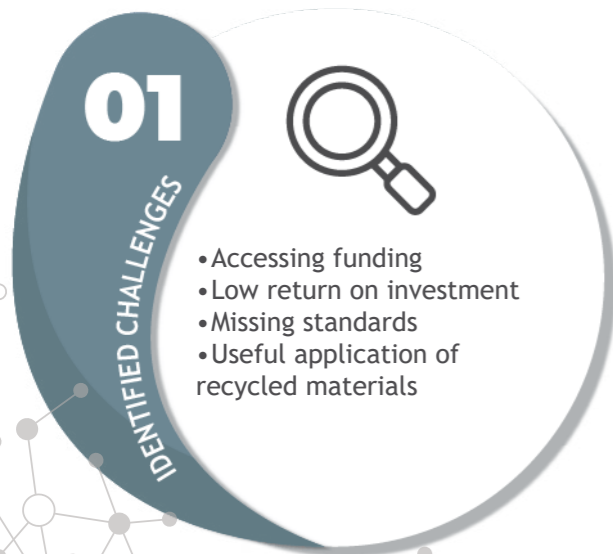 01
IDENTIFIED CHALLENGES
•Accessing funding
•Low return on investment
•Missing standards
•Useful application of
recycled materials